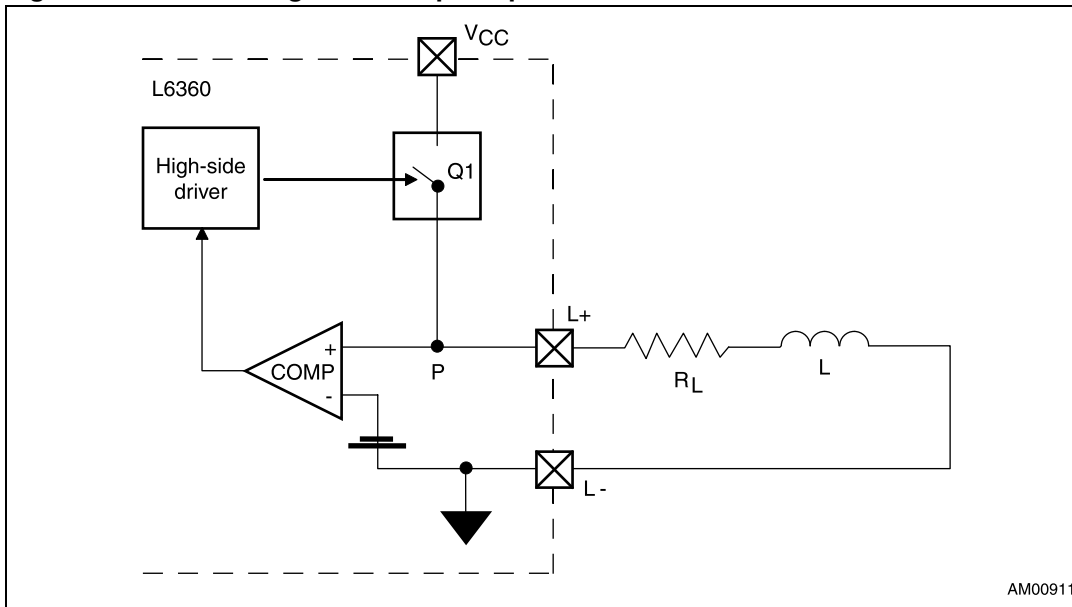 VCC
L6360
High-side
driver
Q1
L+
+
COMP
-
P
RL
L
L -
AM00911